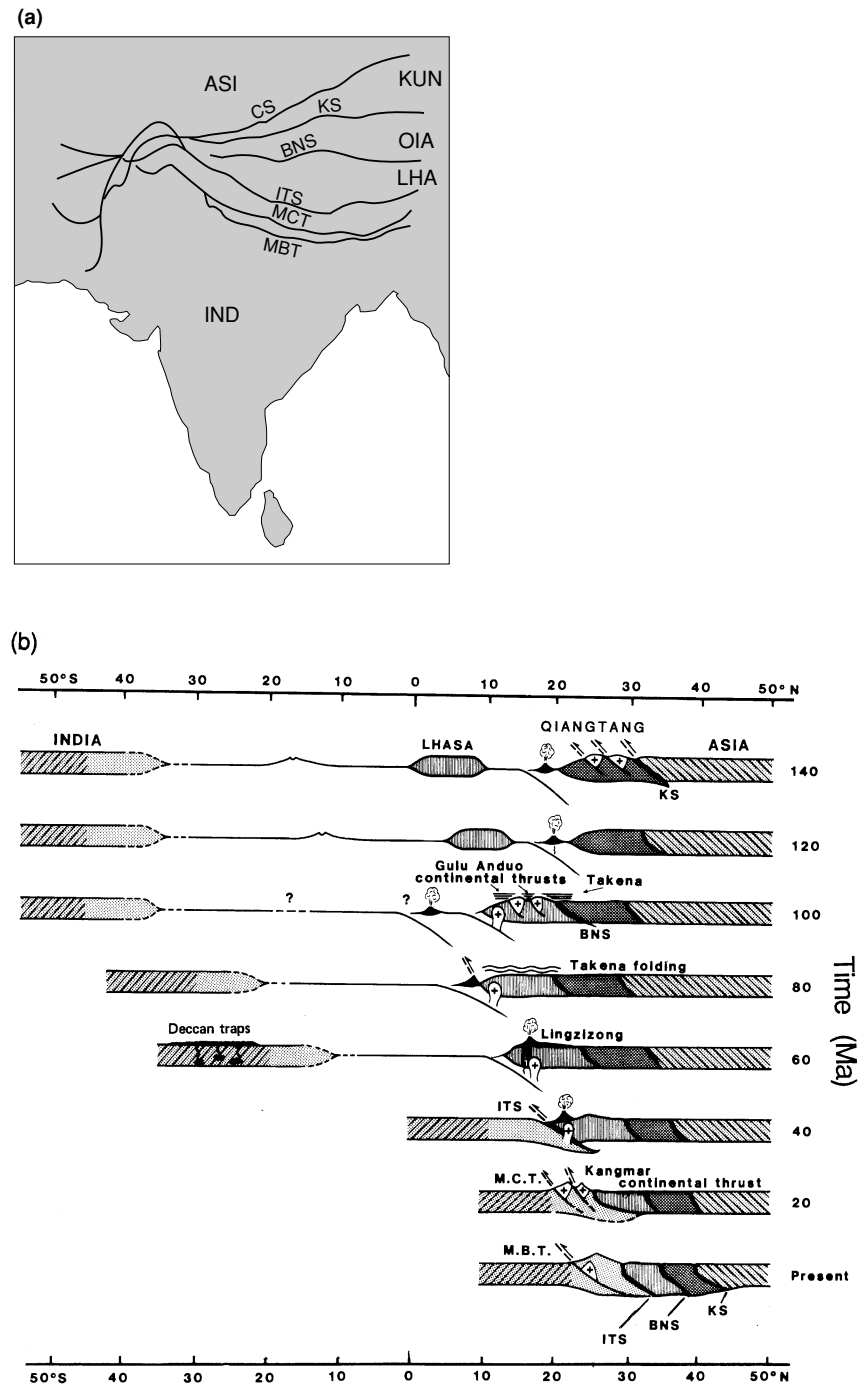 (a)
ASI
KUN
CS
KS
BNS
OIA
LHA
ITS
MCT
MBT
IND
(b)
50°S 40 30 20 10 0 10 20 30 40 50°N
QIANGTANG
INDIA LHASA ASIA
140
KS
120
Gulu Anduo
continental thrusts Takena
? ? 100
BNS
Takena folding
80
Time (Ma)
Deccan traps Lingzizong
60
ITS
40
M.C.T. Kangmar
continental thrust
20
M.B.T.
Present
KS
BNS
ITS
50°S 40 30 20 10 0 10 20 30 40 50°N